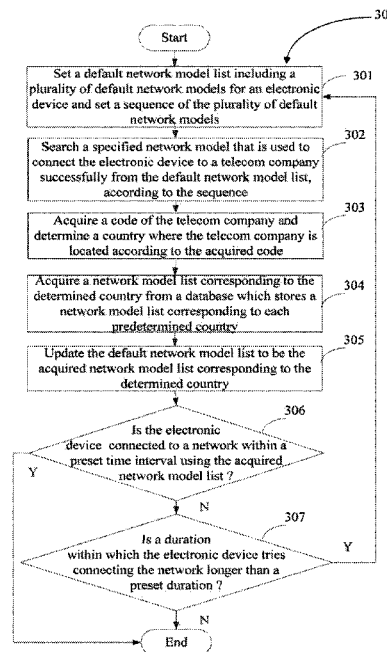 30
Start
Set a default network model list including a
plurality of default network models for an electronic
device and set a sequence of the plurality of default
network models
301
302
Search a specified network model that is used to
connect the electronic device to a telecom company
successfully from the default network model list,
according to the sequence
303
Acquire a code of the telecom company and
determine a country where the telecom company is
located according to the acquired code
304
Acquire a network model list corresponding to the
determined country from a database which stores a
network model list corresponding to each
predetermined country
305
Update the default network model list to be the
acquired network model list corresponding to the
determined country
306
Is the electronic
device connected to a network within a
preset time interval using the acquired
network model list ?
Y
N
307
Is a duration
within which the electronic device tries
connecting the network longer than a
preset duration ?
Y
N
End